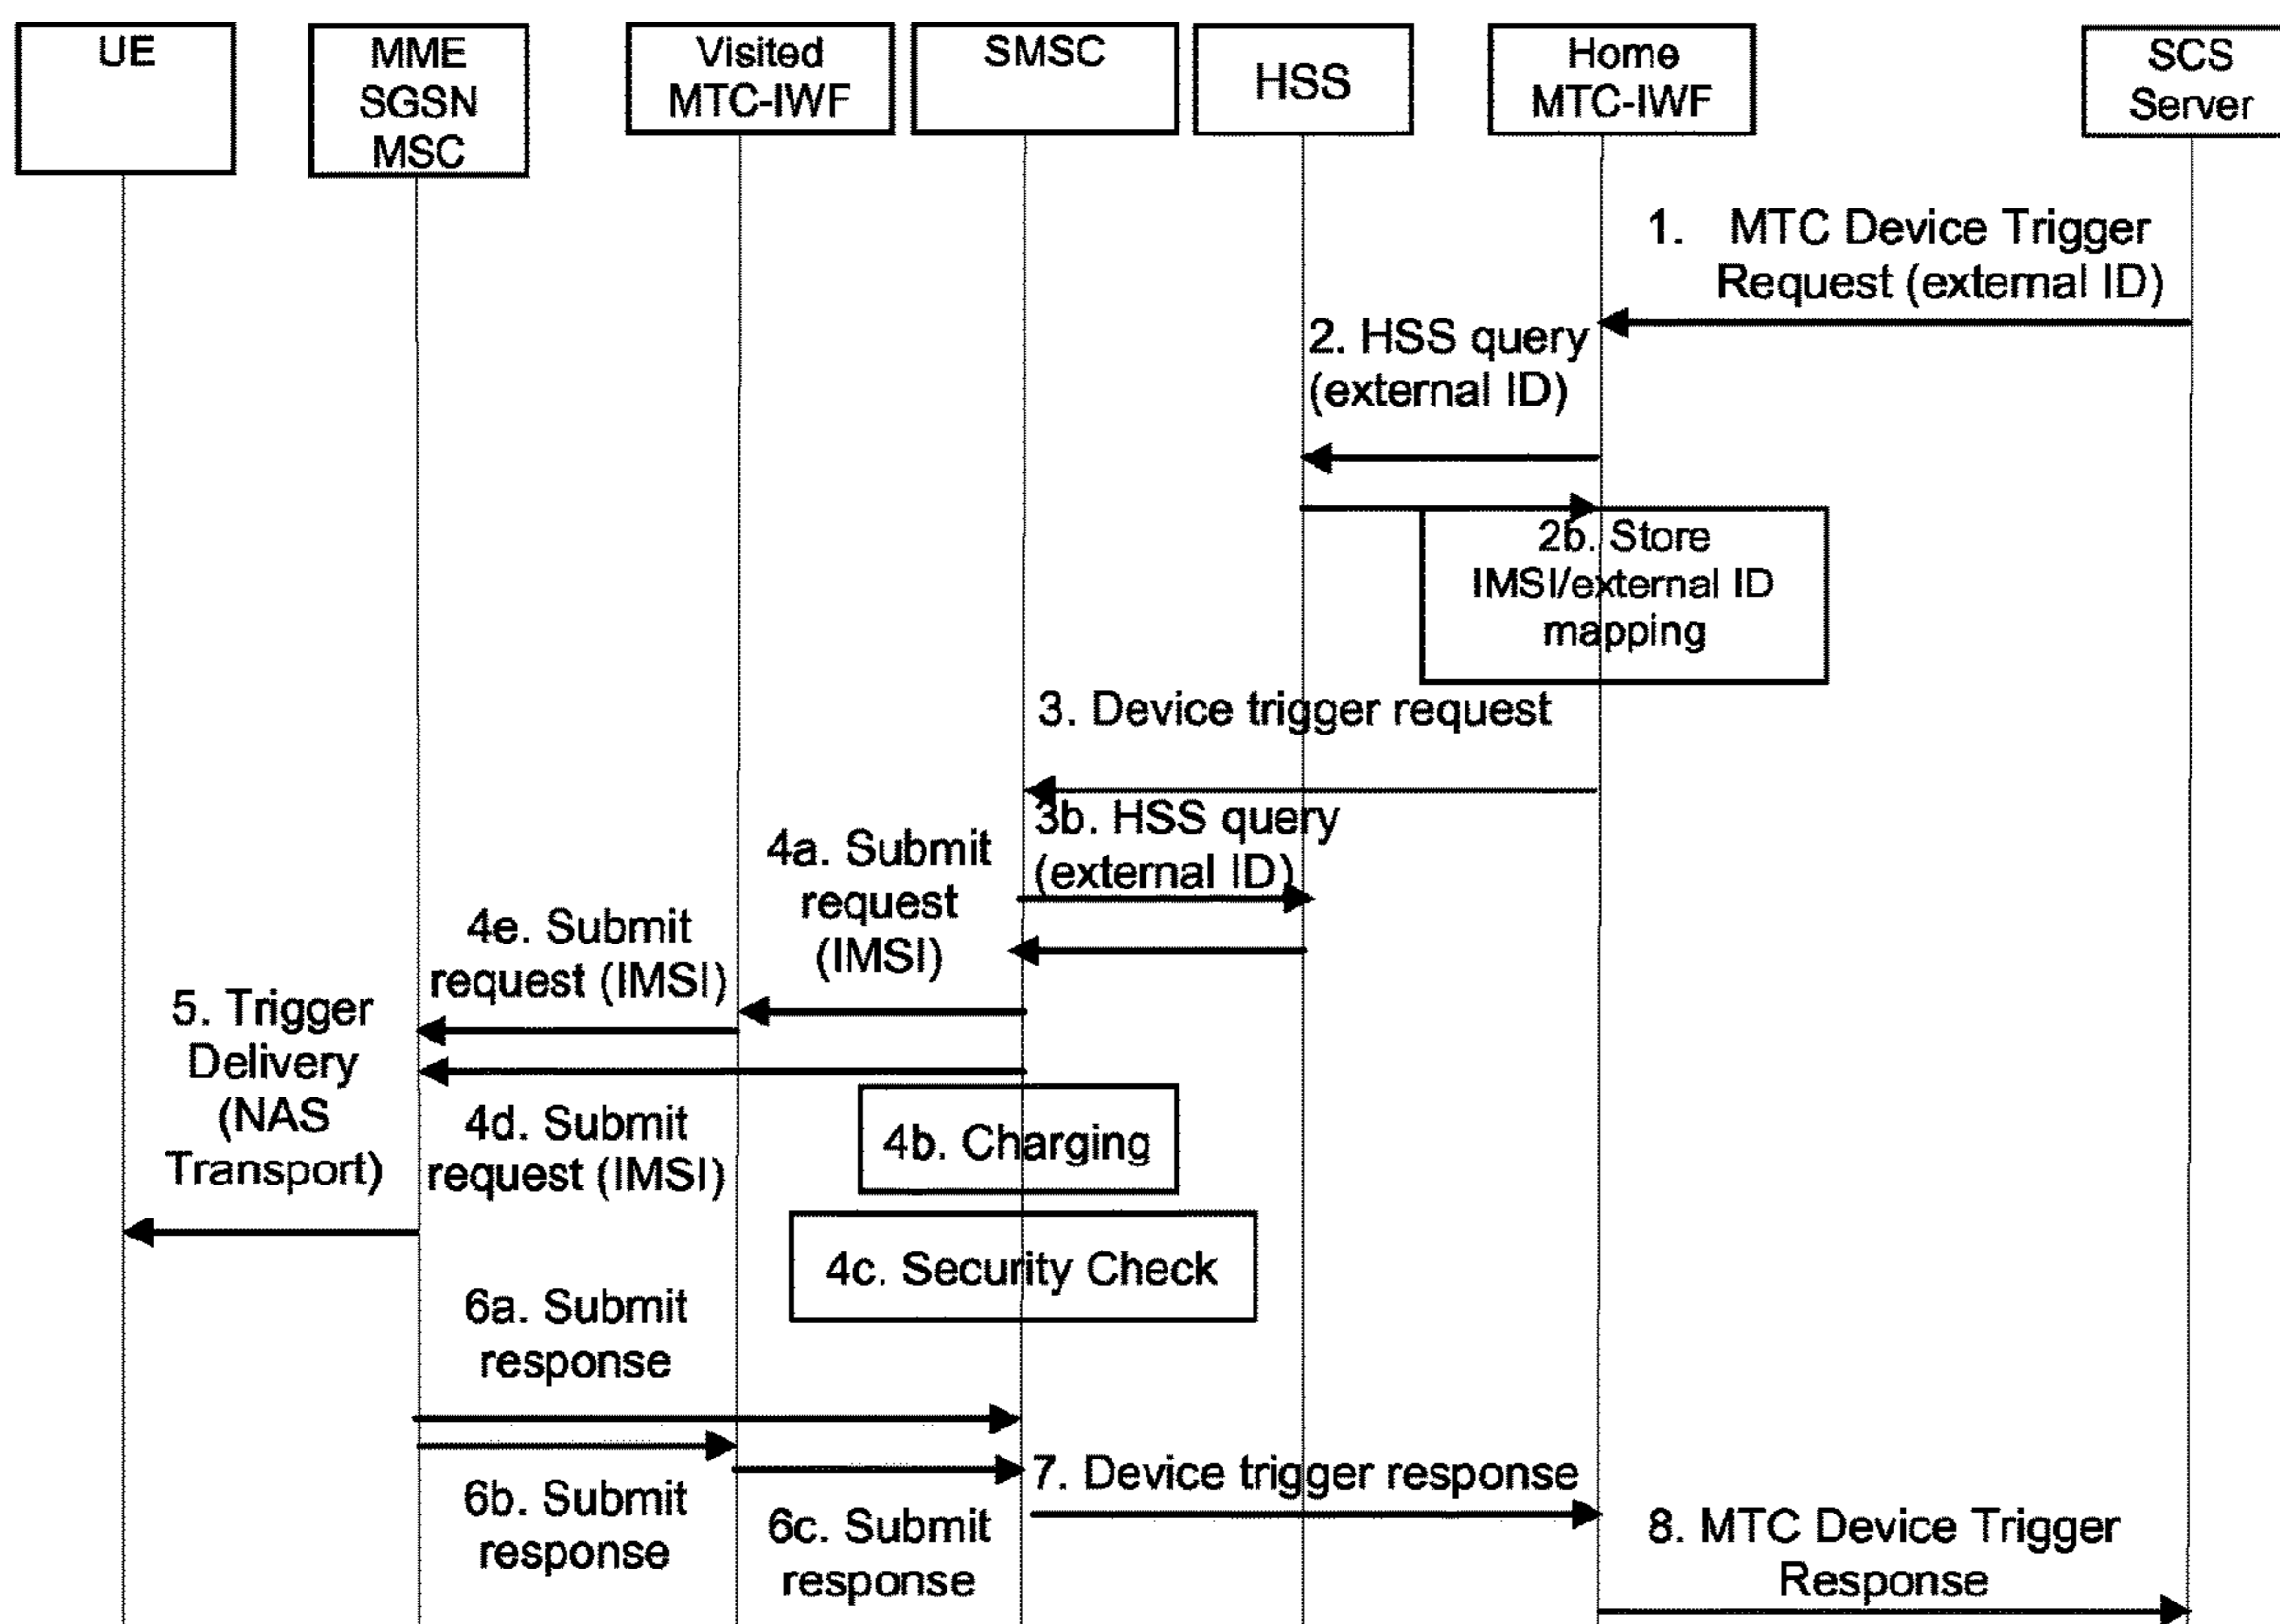 UE
MME
SGSN
MSC
Visited
MTC-IWF
SMSC
HSS
Home
MTC-IWF
SCS
Server
1. MTC Device Trigger
Request (external ID)
2. HSS query
(external ID)
2b. Store
IMSI/external ID
mapping
3. Device trigger request
3b. HSS query
(external ID)
4a. Submit
request
(IMSI)
4e. Submit
request (IMSI)
5. Trigger
Delivery
(NAS
Transport)
4d. Submit
request (IMSI)
4b. Charging
4c. Security Check
6a. Submit
response
6b. Submit
response
6c. Submit
response
7. Device trigger response
8. MTC Device Trigger
Response